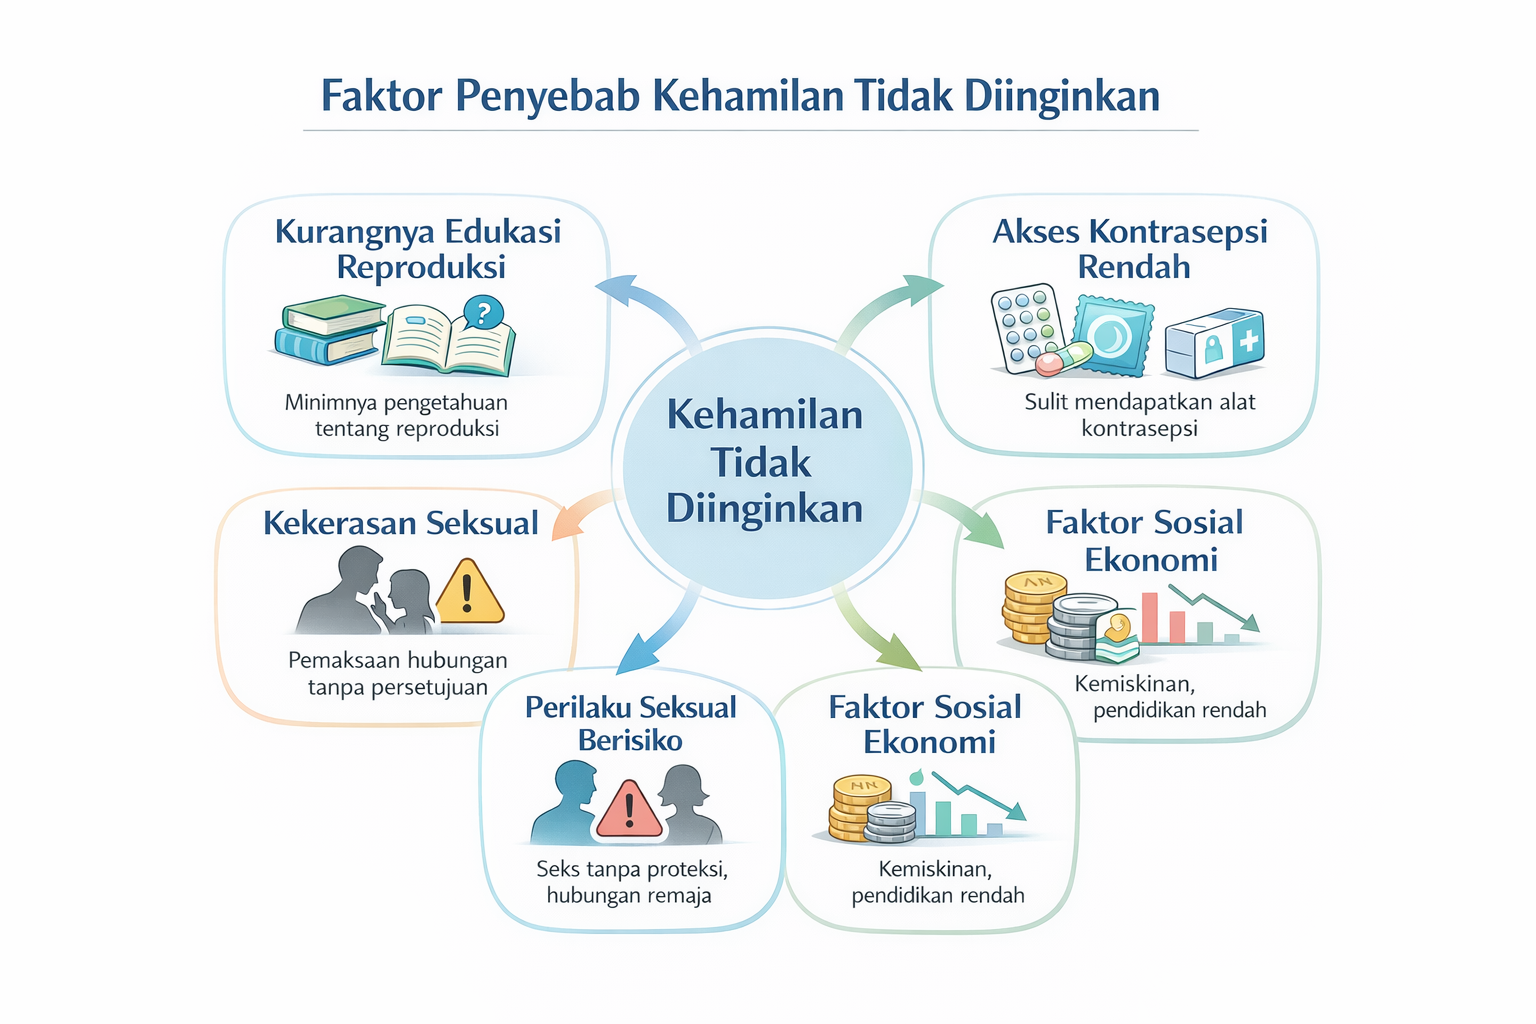 Faktor Penyebab Kehamilan Tidak Diinginkan
Kurangnya Edukasi
Reproduksi
?
Minimnya pengetahuan
tentang reproduksi
Akses Kontrasepsi
Rendah
Sulit mendapatkan alat
kontrasepsi
Kehamilan
Tidak
Diinginkan
Kekerasan Seksual
!
Pemaksaan hubungan
tanpa persetujuan
Faktor Sosial
Ekonomi
Kemiskinan,
pendidikan rendah
Perilaku Seksual
Berisiko
!
Seks tanpa proteksi,
hubungan remaja
Faktor Sosial
Ekonomi
Kemiskinan,
pendidikan rendah